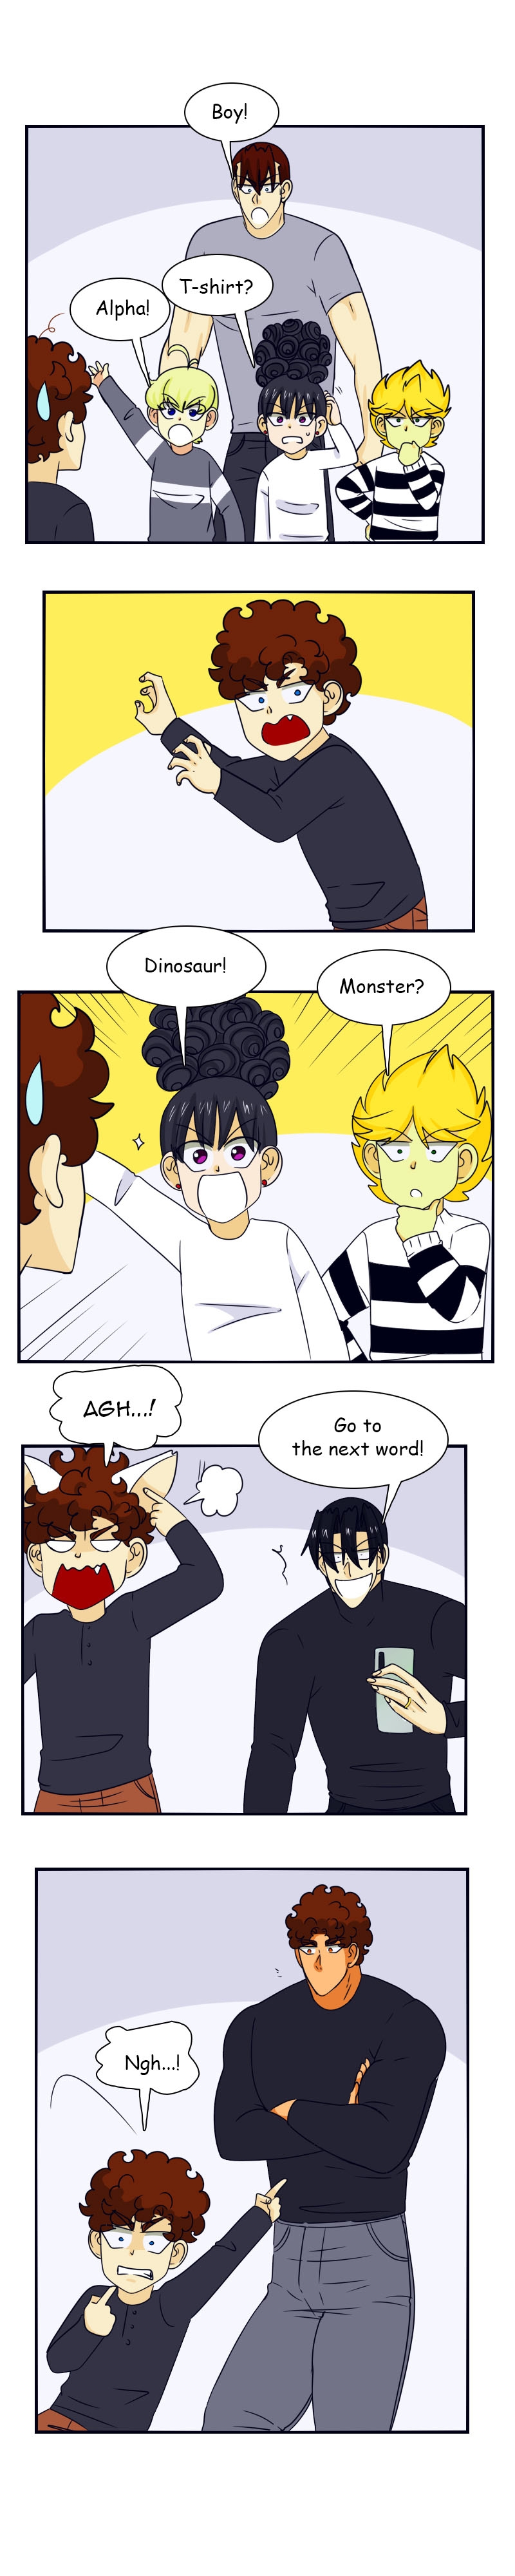 Boy!
T-shirt?
Alpha!
Dinosaur!
Monster?
AGH...!
Go to
the next word!
Ngh...!